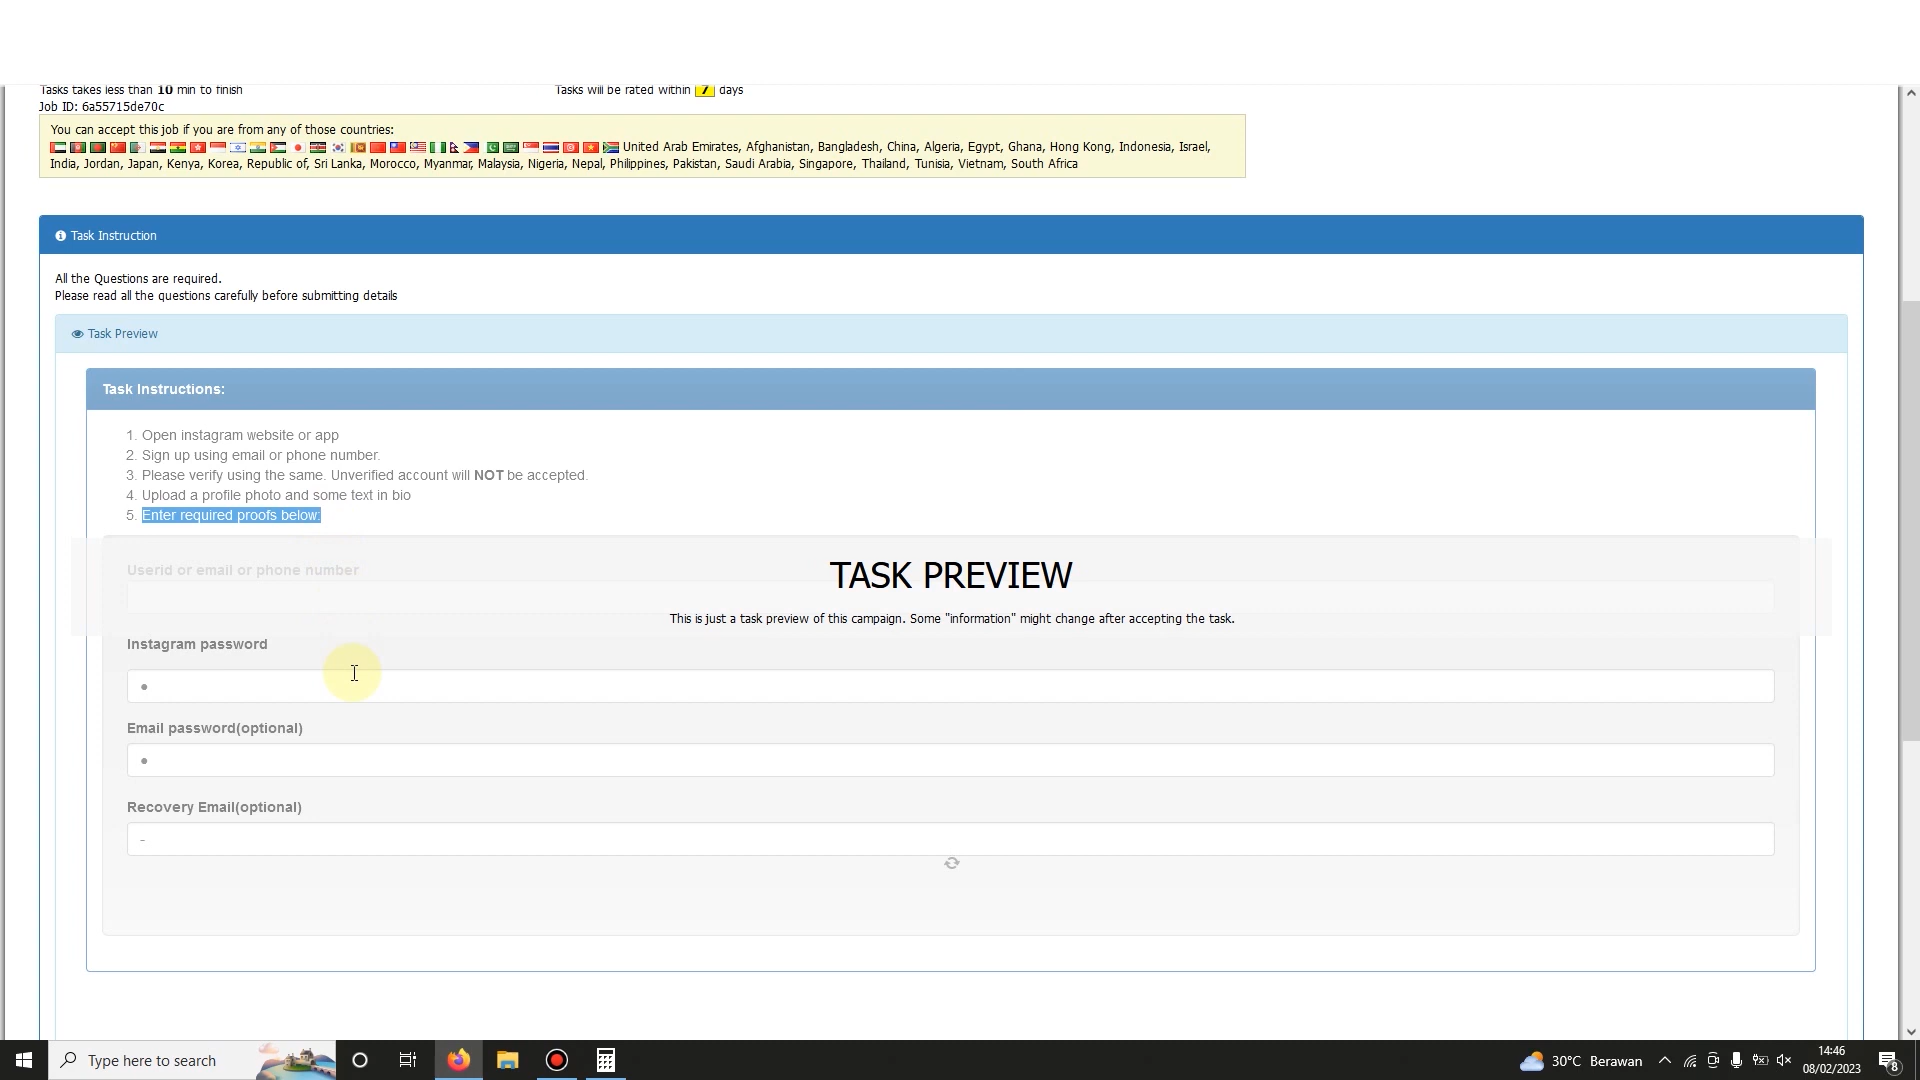 Tasks takes less than 10 min to finish
Tasks will be rated within 7 days
Job ID: 6a55715de70c
You can accept this job if you are from any of those countries:
United Arab Emirates, Afghanistan, Bangladesh, China, Algeria, Egypt, Ghana, Hong Kong, Indonesia, Israel,
India, Jordan, Japan, Kenya, Korea, Republic of, Sri Lanka, Morocco, Myanmar, Malaysia, Nigeria, Nepal, Philippines, Pakistan, Saudi Arabia, Singapore, Thailand, Tunisia, Vietnam, South Africa
Task Instruction
All the Questions are required.
Please read all the questions carefully before submitting details
Task Preview
Task Instructions:
1. Open instagram website or app
2. Sign up using email or phone number.
3. Please verify using the same. Unverified account will NOT be accepted.
4. Upload a profile photo and some text in bio
5. Enter required proofs below:
Userid or email or phone number
TASK PREVIEW
This is just a task preview of this campaign. Some "information" might change after accepting the task.
Instagram password
Email password(optional)
Recovery Email(optional)
-
Type here to search
30°C Berawan
14:46
08/02/2023
8